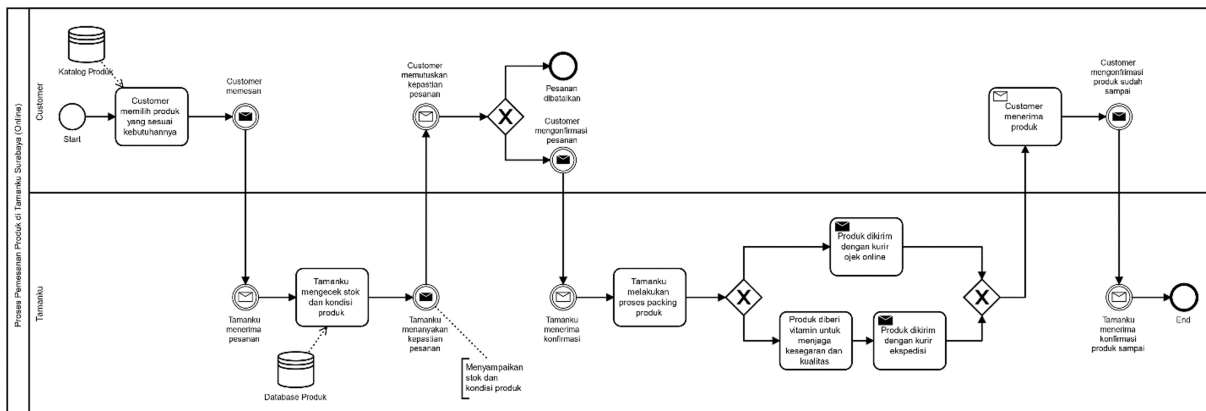 Proses Pemesanan Produk di Tamanku Surabaya (Online)
Customer
Katalog Produk
Start
Customer
memilih produk
yang sesuai
kebutuhannya
Customer
memesan
Customer
memutuskan
kepastian
pesanan
X
Pesanan
dibataikan
Customer
mengonfirmasi
pesanan
Customer
menerima
produk
Customer
mengonfirmasi
produk sudah
sampai
Tamanku
Tamanku
menerima
pesanan
Tamanku
mengecek stok
dan kondisi
produk
Database Produk
Tamanku
menanyakan
kepastian
pesanan
Menyampaikan
stok dan
kondisi produk
Tamanku
menerima
konfirmasi
Tamanku
melakukan
proses packing
produk
X
Produk dikirim
dengan kurir
ojek online
Produk diberi
vitamin untuk
menjaga
kesegaran dan
kualitas
Produk dikirim
dengan kurir
ekspedisi
X
Tamanku
menerima
konfirmasi
produk sampai
End